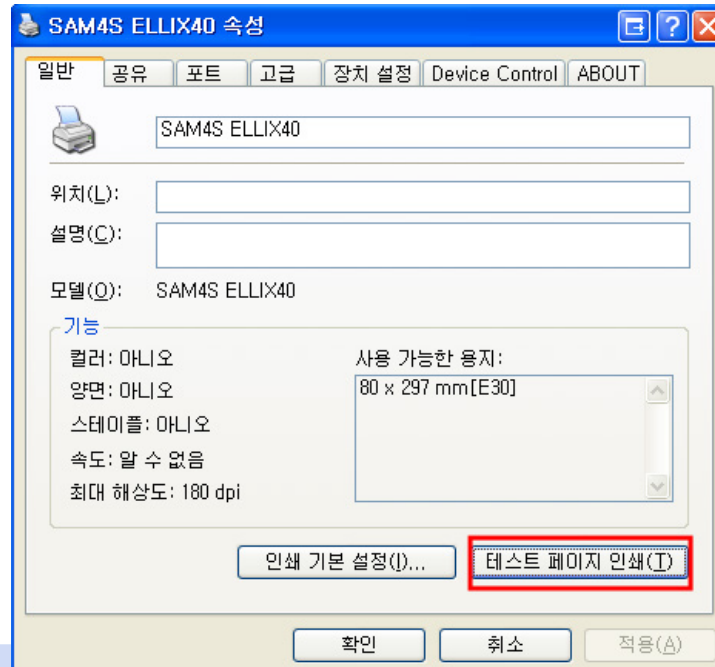 SAM4S ELLIX40 속성
일반 공유 포트 고급 장치 설정 Device Control ABOUT
SAM4S ELLIX40
위치(L):
설명(C):
모델(O): SAM4S ELLIX40
기능
컬러: 아니오 사용 가능한 용지:
양면: 아니오 80 x 297 mm[E30]
스테이플: 아니오
속도: 알 수 없음
최대 해상도: 180 dpi
인쇄 기본 설정(I)... 테스트 페이지 인쇄(T)
확인 취소 적용(A)